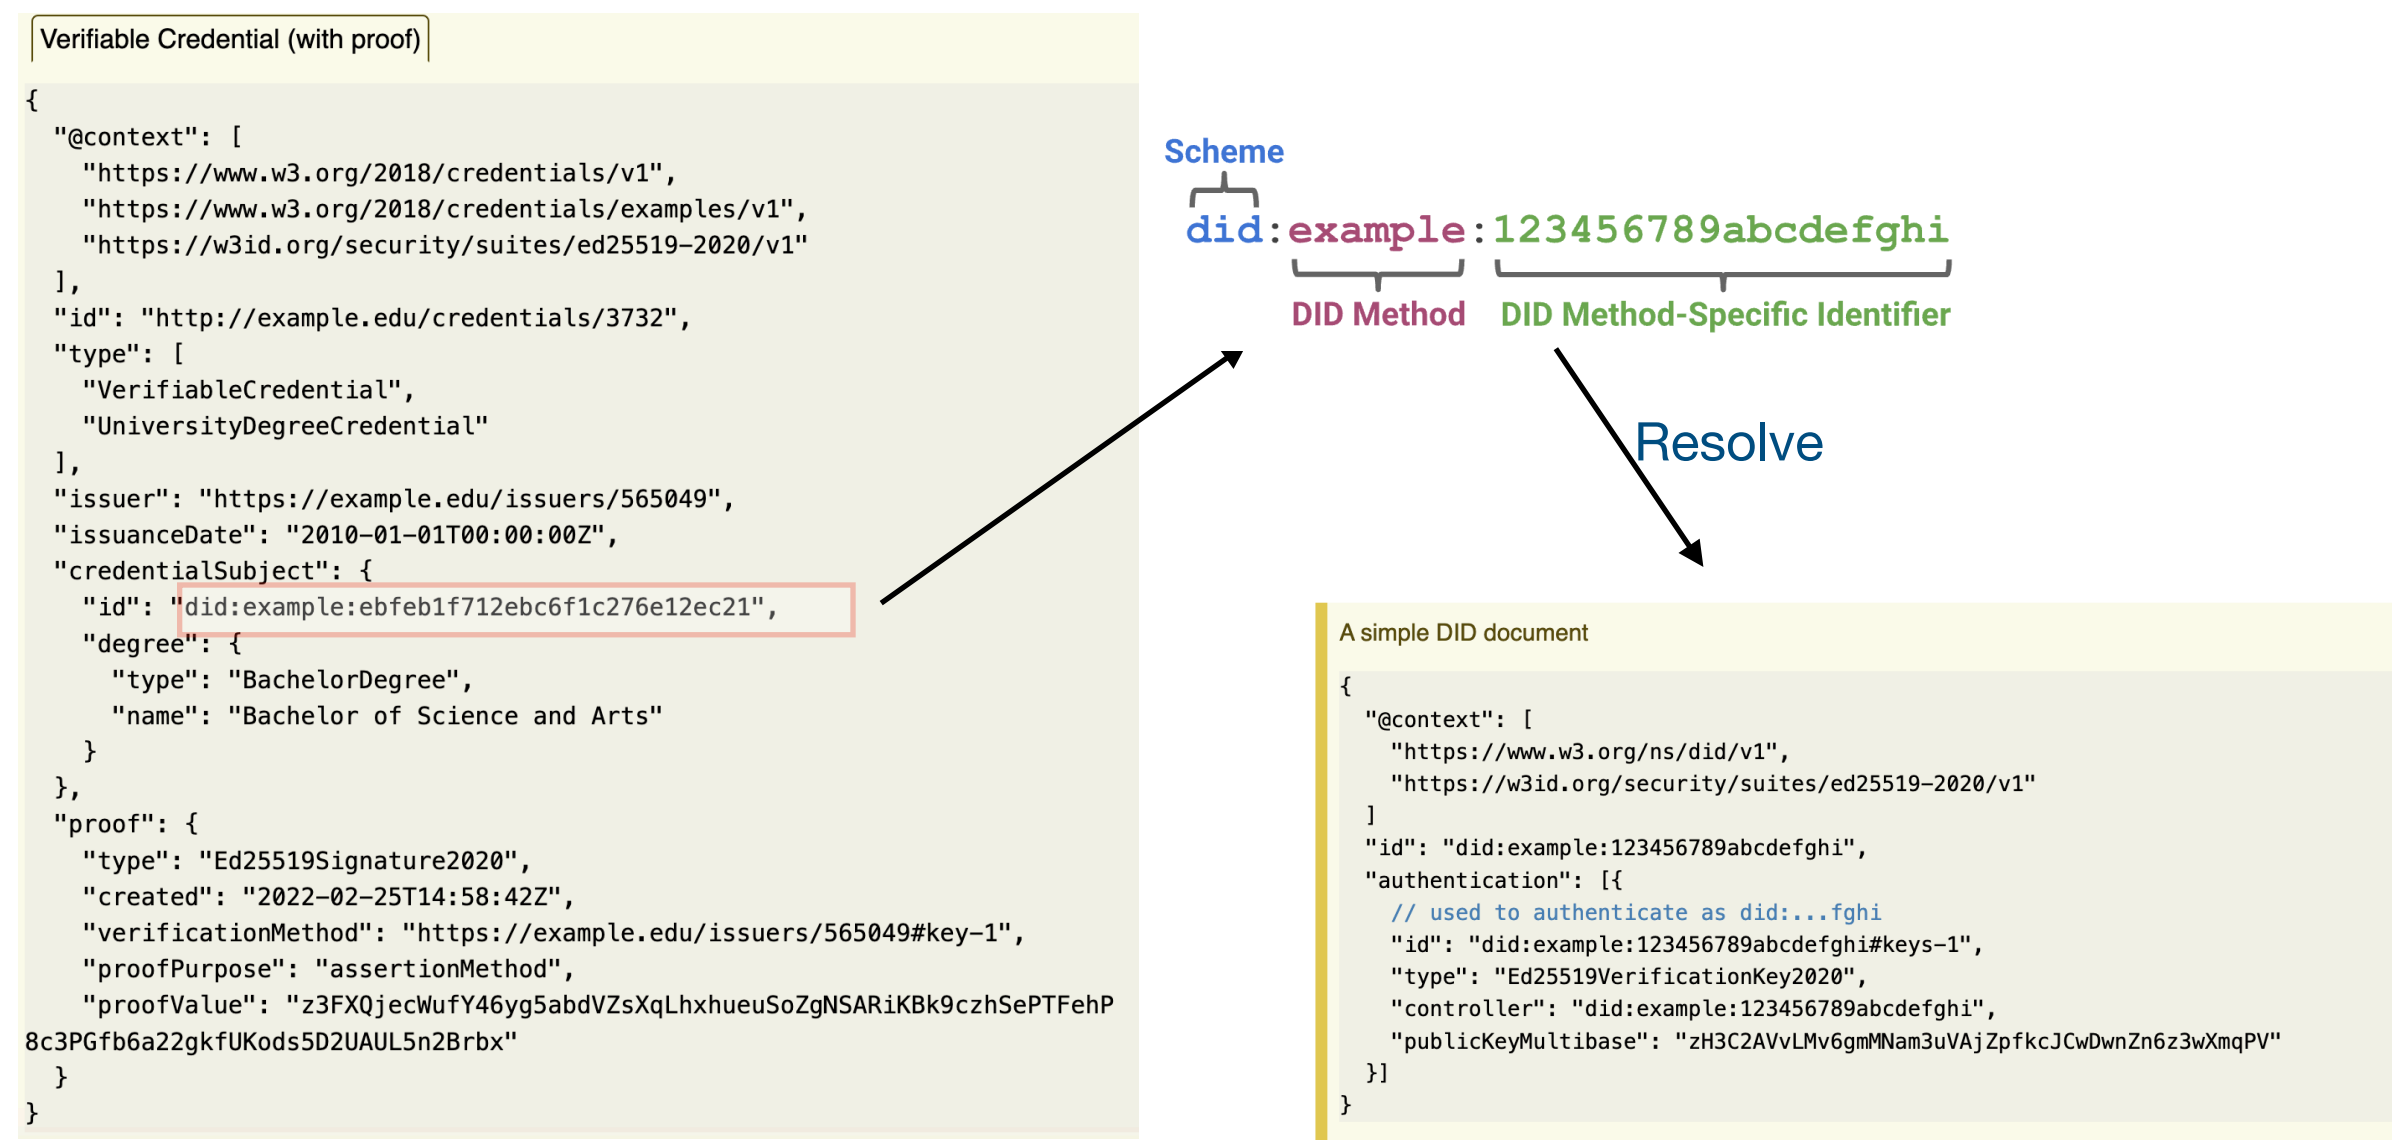 Verifiable Credential (with proof)
{
  "@context": [
    "https://www.w3.org/2018/credentials/v1",
    "https://www.w3.org/2018/credentials/examples/v1",
    "https://w3id.org/security/suites/ed25519-2020/v1"
  ],
  "id": "http://example.edu/credentials/3732",
  "type": [
    "VerifiableCredential",
    "UniversityDegreeCredential"
  ],
  "issuer": "https://example.edu/issuers/565049",
  "issuanceDate": "2010-01-01T00:00:00Z",
  "credentialSubject": {
    "id": "did:example:ebfeb1f712ebc6f1c276e12ec21",
    "degree": {
      "type": "BachelorDegree",
      "name": "Bachelor of Science and Arts"
    }
  },
  "proof": {
    "type": "Ed25519Signature2020",
    "created": "2022-02-25T14:58:42Z",
    "verificationMethod": "https://example.edu/issuers/565049#key-1",
    "proofPurpose": "assertionMethod",
    "proofValue": "z3FXQjecWufY46yg5abdVZsXqLhxhueuSoZgNSARiKBk9czhSePTFehP
8c3PGfb6a22gkfUKods5D2UAUL5n2Brbx"
  }
}
Scheme
did:example:123456789abcdefghi
DID Method DID Method-Specific Identifier
Resolve
A simple DID document
{
  "@context": [
    "https://www.w3.org/ns/did/v1",
    "https://w3id.org/security/suites/ed25519-2020/v1"
  ]
  "id": "did:example:123456789abcdefghi",
  "authentication": [{
    // used to authenticate as did:...fghi
    "id": "did:example:123456789abcdefghi#keys-1",
    "type": "Ed25519VerificationKey2020",
    "controller": "did:example:123456789abcdefghi",
    "publicKeyMultibase": "zH3C2AVvLMv6gmMNam3uVAjZpfkcJCwDwnZn6z3wXmqPV"
  }]
}